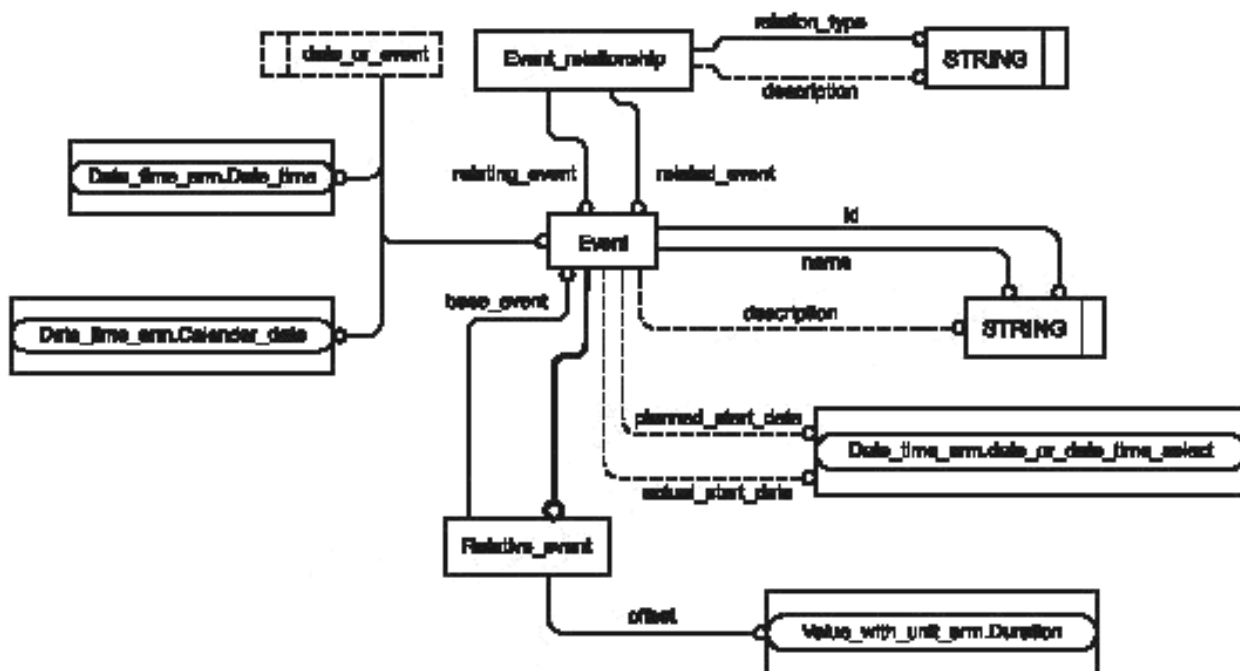 relation_type
date_or_event
Event_relationship
STRING
description
Date_time_arm.Date_time
relating_event
related_event
id
Event
name
base_event
description
STRING
Date_time_arm.Calendar_date
planned_start_date
Date_time_arm.date_or_date_time_select
actual_start_date
Relative_event
offset
Value_with_unit_arm.Duration